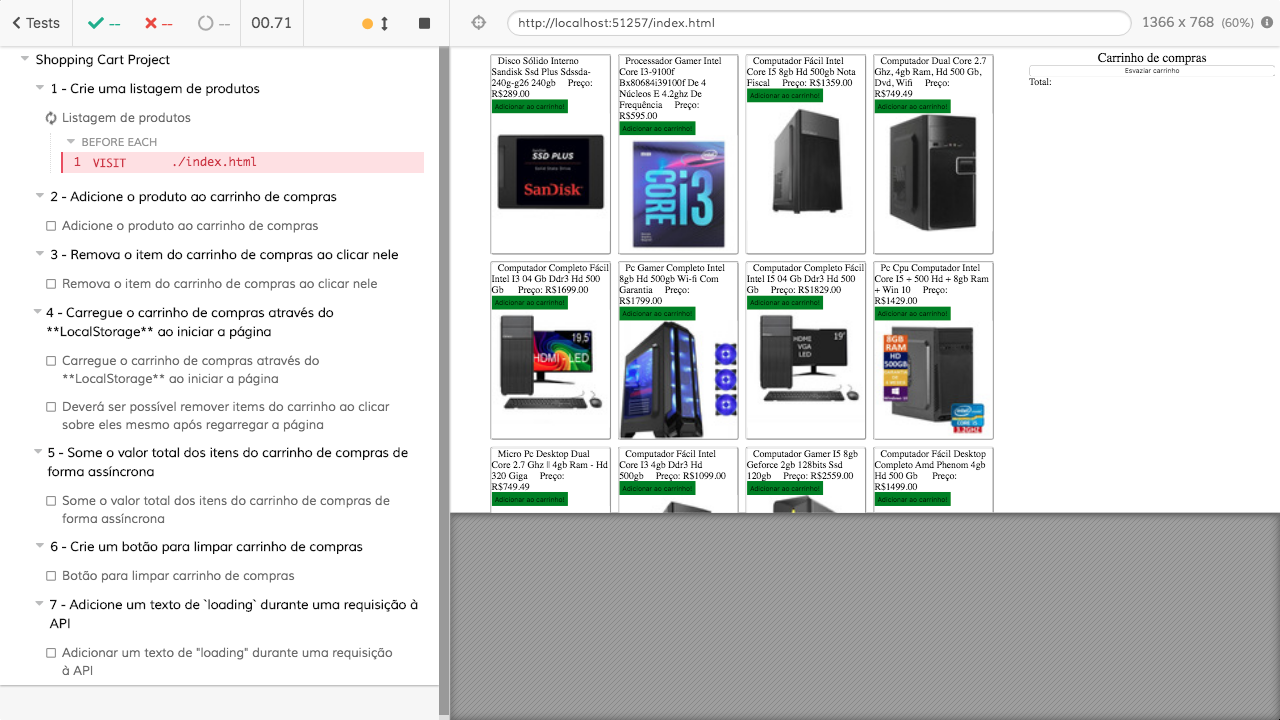 Tests
--
--
--
00.71
http://localhost:51257/index.html
1366 x 768 (60%)
Shopping Cart Project
1 - Crie uma listagem de produtos
Listagem de produtos
BEFORE EACH
1 VISIT ./index.html
2 - Adicione o produto ao carrinho de compras
Adicione o produto ao carrinho de compras
3 - Remova o item do carrinho de compras ao clicar nele
Remova o item do carrinho de compras ao clicar nele
4 - Carregue o carrinho de compras através do
**LocalStorage** ao iniciar a página
Carregue o carrinho de compras através do
**LocalStorage** ao iniciar a página
Deverá ser possível remover items do carrinho ao clicar
sobre eles mesmo após regarregar a página
5 - Some o valor total dos itens do carrinho de compras de
forma assíncrona
Some o valor total dos itens do carrinho de compras de
forma assíncrona
6 - Crie um botão para limpar carrinho de compras
Botão para limpar carrinho de compras
7 - Adicione um texto de `loading` durante uma requisição à
API
Adicionar um texto de "loading" durante uma requisição
à API
Disco Sólido Interno
Sandisk Ssd Plus Sdssda-
240g-g26 240gb Preço:
R$289.00
Adicionar ao carrinho!
SSD PLUS
SanDisk
Processador Gamer Intel
Core I3-9100f
Bx80684i39100f De 4
Núcleos E 4.2ghz De
Frequência Preço:
R$595.00
Adicionar ao carrinho!
CORE i3
Computador Fácil Intel
Core I5 8gb Hd 500gb Nota
Fiscal Preço: R$1359.00
Adicionar ao carrinho!
Computador Dual Core 2.7
Ghz, 4gb Ram, Hd 500 Gb,
Dvd, Wifi Preço:
R$749.49
Adicionar ao carrinho!
Carrinho de compras
Esvaziar carrinho
Total:
Computador Completo Fácil
Intel I3 04 Gb Ddr3 Hd 500
Gb Preço: R$1699.00
Adicionar ao carrinho!
19,5"
HDMI - LED
Pc Gamer Completo Intel
8gb Hd 500gb Wi-fi Com
Garantia Preço:
R$1799.00
Adicionar ao carrinho!
Computador Completo Fácil
Intel I5 04 Gb Ddr3 Hd 500
Gb Preço: R$1829.00
Adicionar ao carrinho!
19"
HDMI
VGA
LED
Pc Cpu Computador Intel
Core I5 + 500 Hd + 8gb Ram
+ Win 10 Preço:
R$1429.00
Adicionar ao carrinho!
8GB
RAM
HD
500GB
intel
CORE i5
3.2GHZ
Micro Pc Desktop Dual
Core 2.7 Ghz || 4gb Ram - Hd
320 Giga Preço:
R$749.49
Adicionar ao carrinho!
Computador Fácil Intel
Core I3 4gb Ddr3 Hd
500gb Preço: R$1099.00
Adicionar ao carrinho!
Computador Gamer I5 8gb
Geforce 2gb 128bits Ssd
120gb Preço: R$2559.00
Adicionar ao carrinho!
Computador Fácil Desktop
Completo Amd Phenom 4gb
Hd 500 Gb Preço:
R$1499.00
Adicionar ao carrinho!